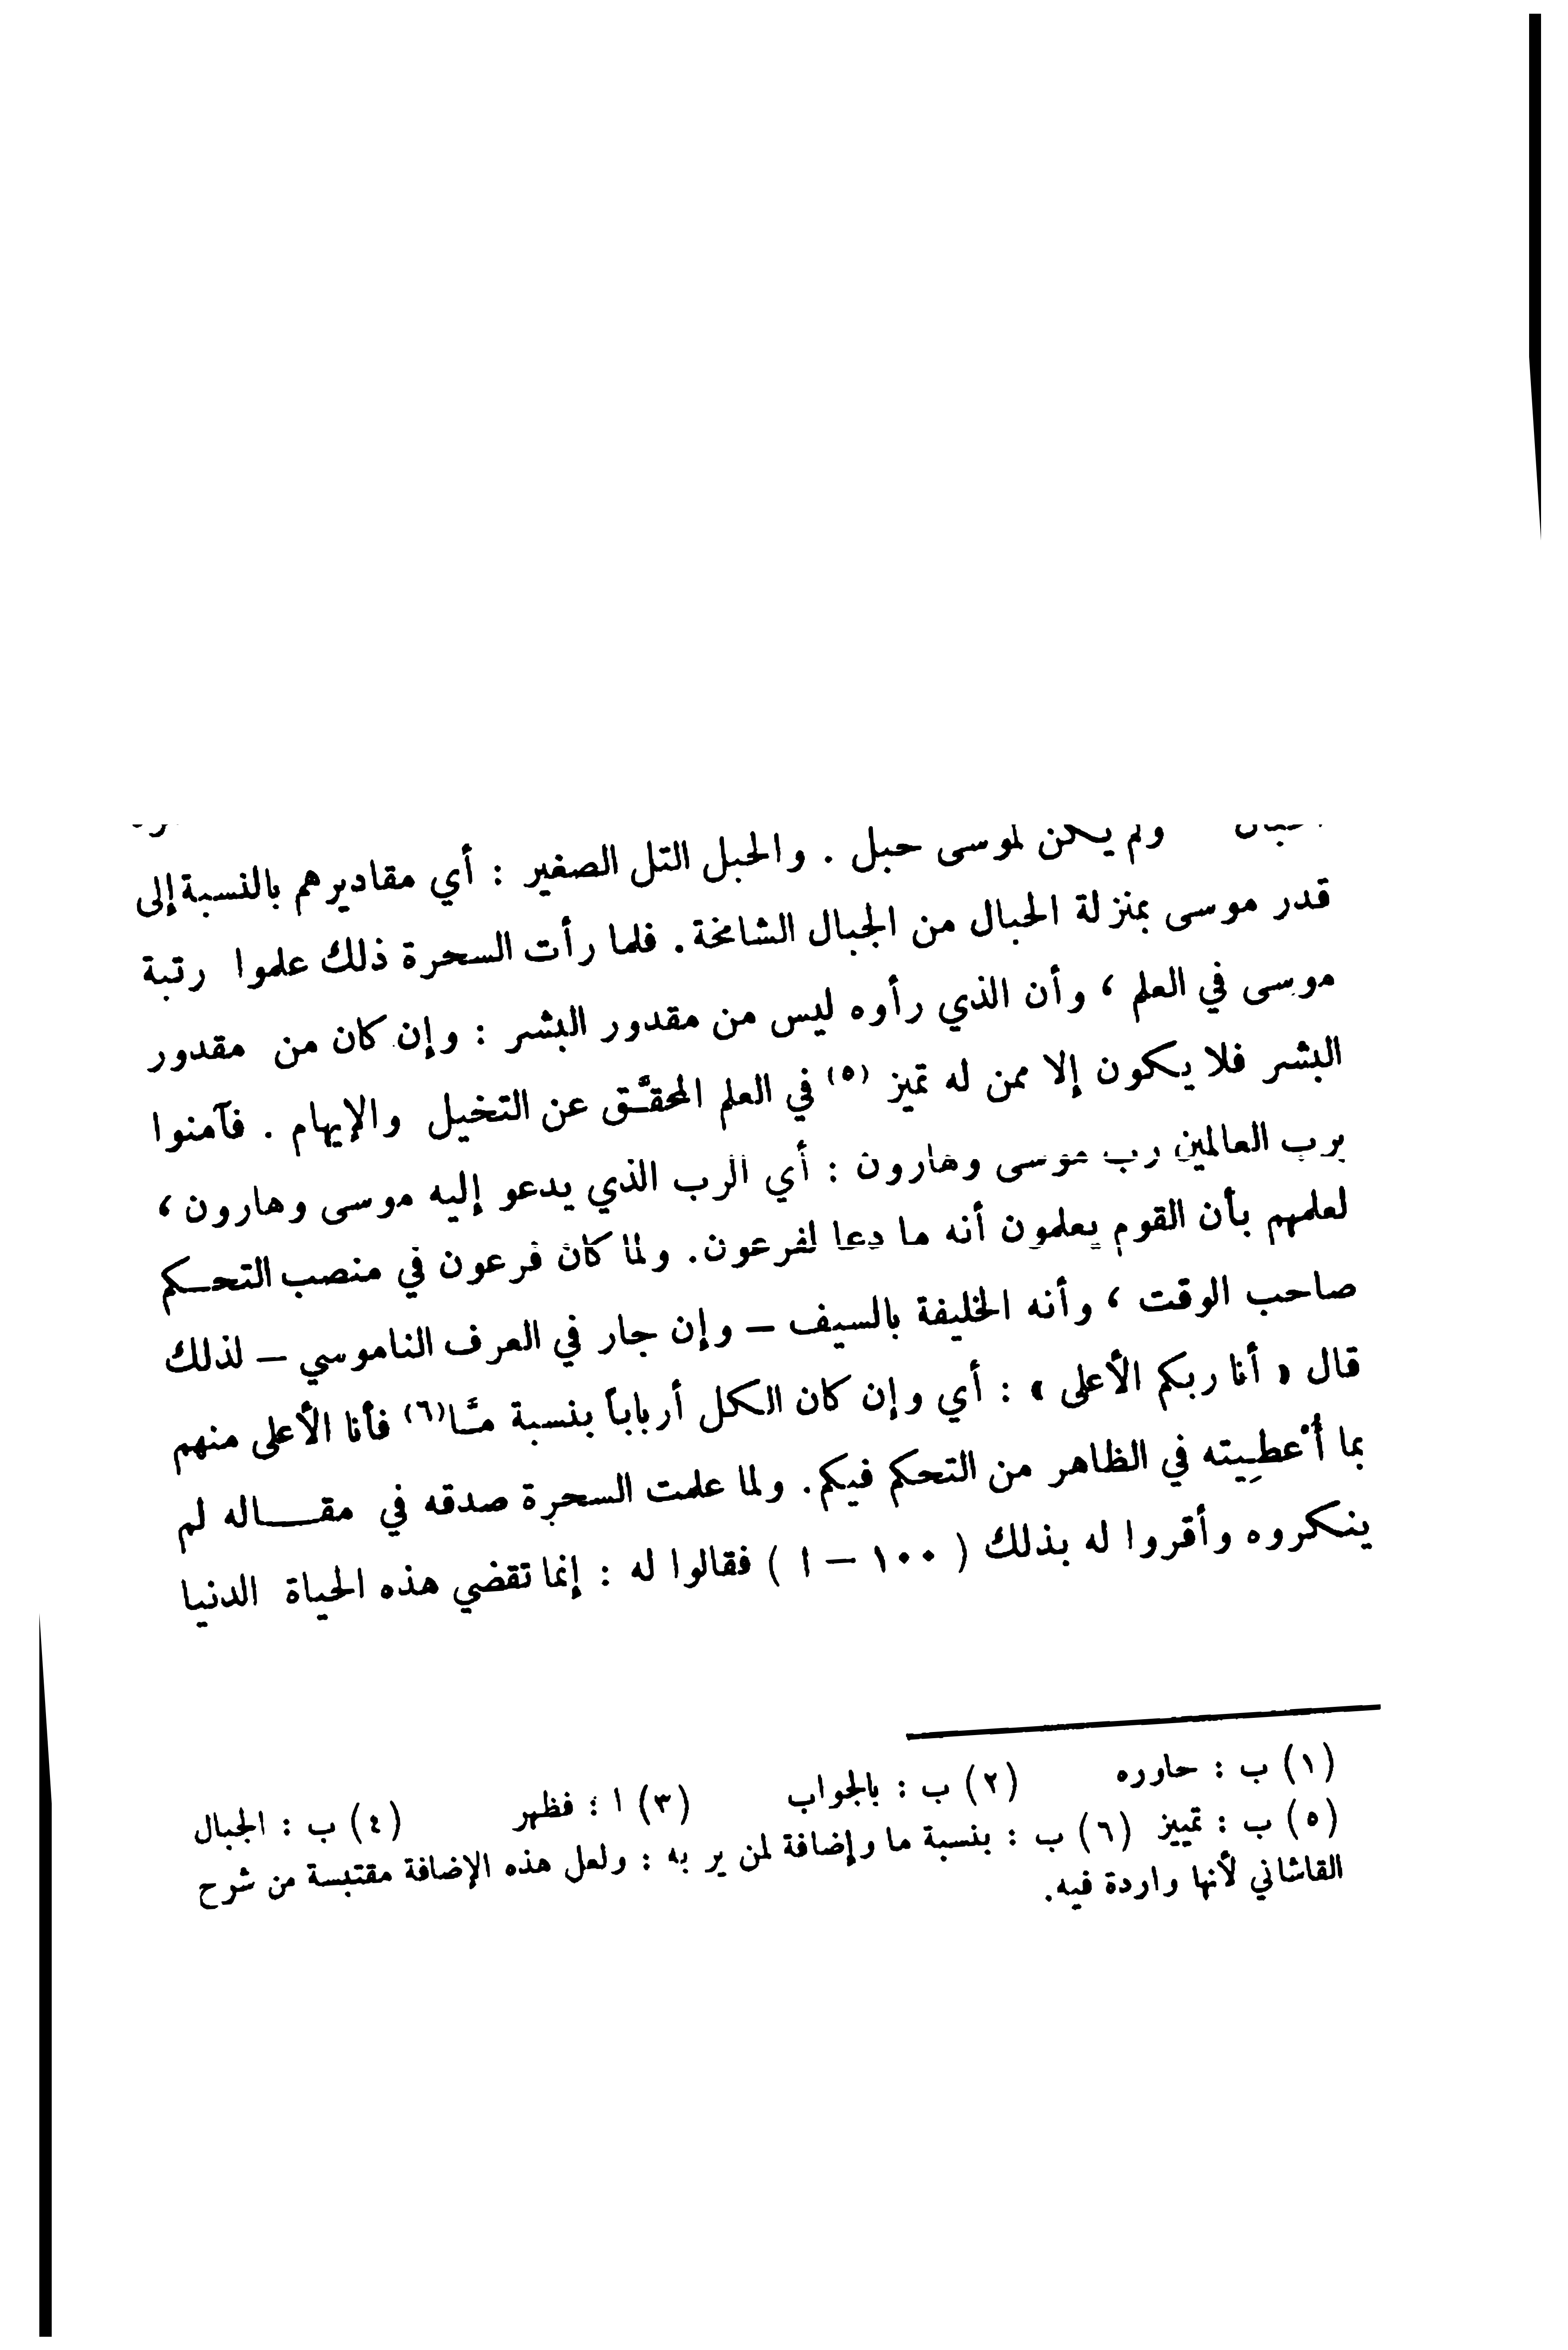 ولم يكن لموسى حبل . والحبل التل الصغير : أي مقاديرهم بالنسبة إلى
قدر موسى بمنزلة الحبال من الجبال الشامخة . فلما رأت السحرة ذلك علموا رتبة
موسى في العلم ، وأن الذي رأوه ليس من مقدور البشر : وإن كان من مقدور
البشر فلا يكون إلا ممن له تميز (٥) في العلم المحقَّق عن التخيل والإيهام . فآمنوا
برب العالمين رب موسى وهارون : أي الرب الذي يدعو إليه موسى وهارون ،
لعلمهم بأن القوم يعلمون أنه ما دعا لفرعون . ولما كان فرعون في منصب التحكم
صاحب الوقت ، وأنه الخليفة بالسيف – وإن جار في العرف الناموسي – لذلك
قال « أنا ربكم الأعلى » : أي وإن كان الكل أرباباً بنسبة مَّا(٦) فأنا الأعلى منهم
بما أُعْطِيته في الظاهر من التحكم فيكم . ولما علمت السحرة صدقه في مقاله لم
ينكروه وأقروا له بذلك ( ١٠٠ – ا ) فقالوا له : إنما تقضي هذه الحياة الدنيا
(١) ب : حاوره (٢) ب : بالجواب (٣) ا : فظهر (٤) ب : الجبال
(٥) ب : تمييز (٦) ب : بنسبة ما وإضافة لمن ير به : ولعل هذه الإضافة مقتبسة من شرح
القاشاني لأنها واردة فيه .